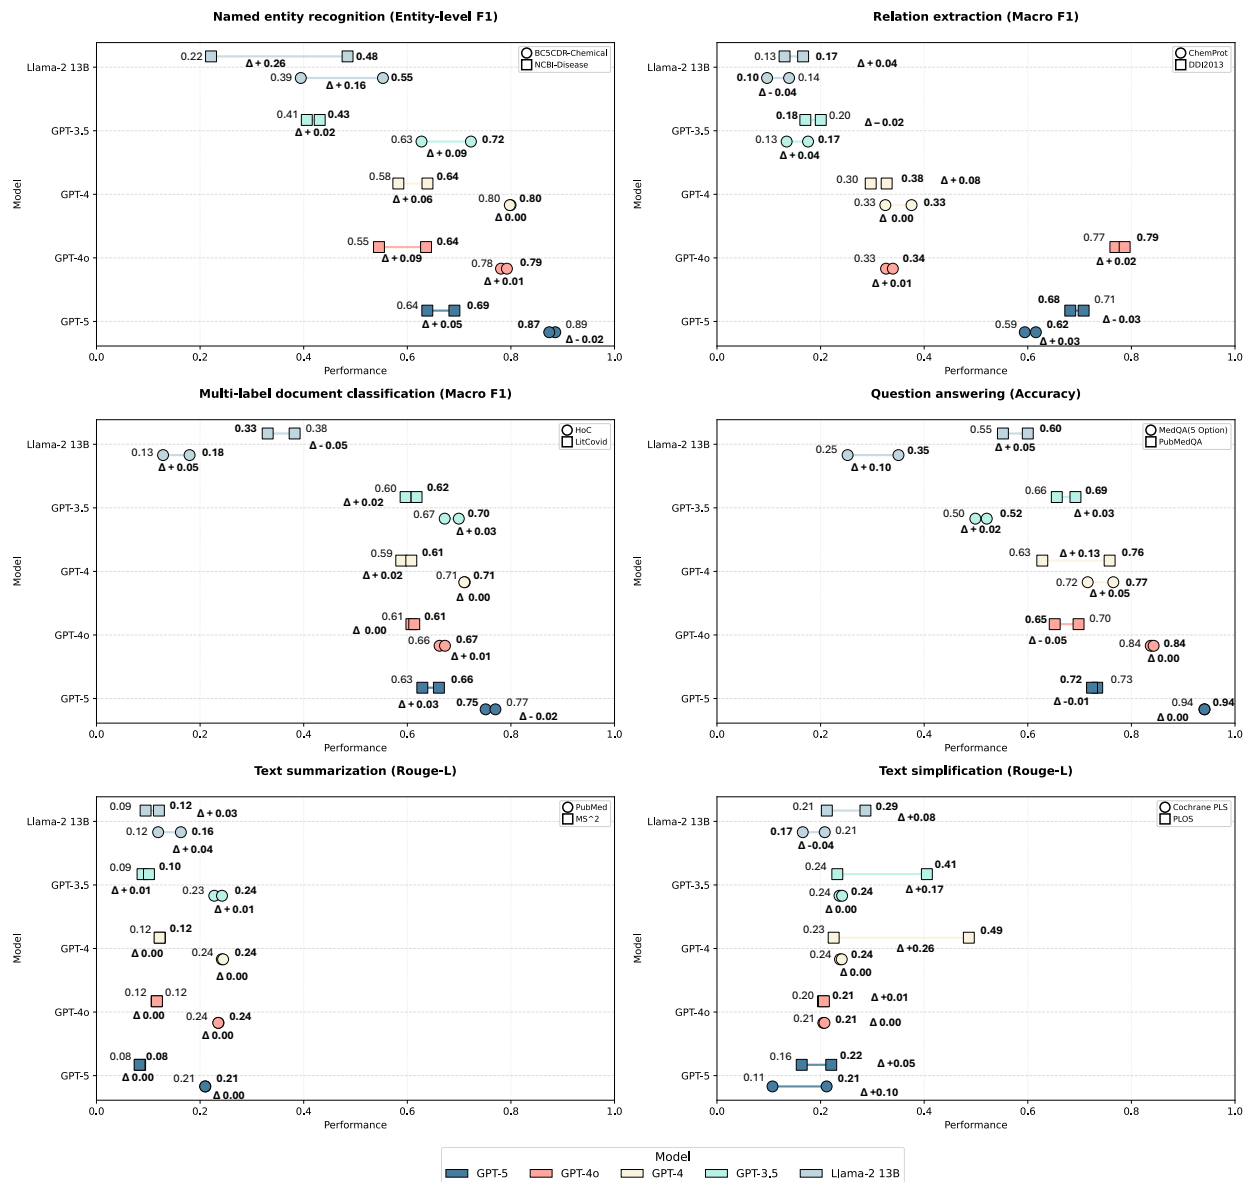 Named entity recognition (Entity-level F1)
BC5CDR-Chemical
NCBI-Disease
Model
Llama-2 13B
0.22
0.48
Δ + 0.26
0.39
0.55
Δ + 0.16
GPT-3.5
0.41
0.43
Δ + 0.02
0.63
0.72
Δ + 0.09
GPT-4
0.58
0.64
Δ + 0.06
0.80
0.80
Δ 0.00
GPT-4o
0.55
0.64
Δ + 0.09
0.78
0.79
Δ + 0.01
GPT-5
0.64
0.69
Δ + 0.05
0.87
0.89
Δ - 0.02
0.0 0.2 0.4 0.6 0.8 1.0
Performance
Relation extraction (Macro F1)
ChemProt
DDI2013
Model
Llama-2 13B
0.13
0.17
Δ + 0.04
0.10
0.14
Δ -0.04
GPT-3.5
0.18
0.20
Δ − 0.02
0.13
0.17
Δ + 0.04
GPT-4
0.30
0.38
Δ + 0.08
0.33
0.33
Δ 0.00
GPT-4o
0.77
0.79
Δ + 0.02
0.33
0.34
Δ + 0.01
GPT-5
0.68
0.71
Δ - 0.03
0.59
0.62
Δ + 0.03
0.0 0.2 0.4 0.6 0.8 1.0
Performance
Multi-label document classification (Macro F1)
HoC
LitCovid
Model
Llama-2 13B
0.33
0.38
Δ - 0.05
0.13
0.18
Δ + 0.05
GPT-3.5
0.60
0.62
Δ + 0.02
0.67
0.70
Δ + 0.03
GPT-4
0.59
0.61
Δ + 0.02
0.71
0.71
Δ 0.00
GPT-4o
0.61
0.61
Δ 0.00
0.66
0.67
Δ + 0.01
GPT-5
0.63
0.66
Δ + 0.03
0.75
0.77
Δ - 0.02
0.0 0.2 0.4 0.6 0.8 1.0
Performance
Question answering (Accuracy)
MedQA(5 Option)
PubMedQA
Model
Llama-2 13B
0.55
0.60
Δ + 0.05
0.25
0.35
Δ + 0.10
GPT-3.5
0.66
0.69
Δ + 0.03
0.50
0.52
Δ + 0.02
GPT-4
0.63
0.76
Δ + 0.13
0.72
0.77
Δ + 0.05
GPT-4o
0.65
0.70
Δ - 0.05
0.84
0.84
Δ 0.00
GPT-5
0.72
0.73
Δ -0.01
0.94
0.94
Δ 0.00
0.0 0.2 0.4 0.6 0.8 1.0
Performance
Text summarization (Rouge-L)
PubMed
MS^2
Model
Llama-2 13B
0.09
0.12
Δ + 0.03
0.12
0.16
Δ + 0.04
GPT-3.5
0.09
0.10
Δ + 0.01
0.23
0.24
Δ + 0.01
GPT-4
0.12
0.12
Δ 0.00
0.24
0.24
Δ 0.00
GPT-4o
0.12
0.12
Δ 0.00
0.24
0.24
Δ 0.00
GPT-5
0.08
0.08
Δ 0.00
0.21
0.21
Δ 0.00
0.0 0.2 0.4 0.6 0.8 1.0
Performance
Text simplification (Rouge-L)
Cochrane PLS
PLOS
Model
Llama-2 13B
0.21
0.29
Δ +0.08
0.17
0.21
Δ -0.04
GPT-3.5
0.24
0.41
Δ +0.17
0.24
0.24
Δ 0.00
GPT-4
0.23
0.49
Δ +0.26
0.24
0.24
Δ 0.00
GPT-4o
0.20
0.21
Δ +0.01
0.21
0.21
Δ 0.00
GPT-5
0.16
0.22
Δ +0.05
0.11
0.21
Δ +0.10
0.0 0.2 0.4 0.6 0.8 1.0
Performance
Model
GPT-5 GPT-4o GPT-4 GPT-3.5 Llama-2 13B